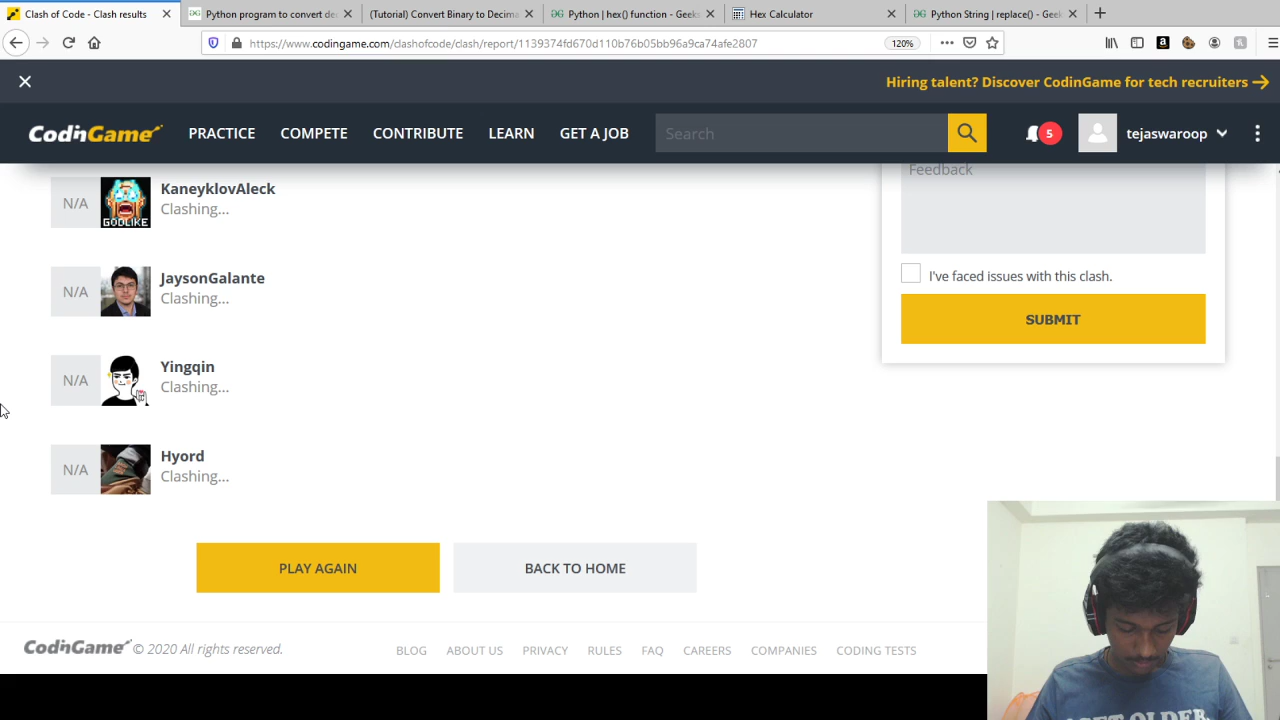 Clash of Code - Clash results
Python program to convert dec
(Tutorial) Convert Binary to Decima
Python | hex() function - Geeks
Hex Calculator
Python String | replace() - Geek
https://www.codingame.com/clashofcode/clash/report/1139374fd670d110b76b05bb96a9ca74afe2807
120%
Hiring talent? Discover CodinGame for tech recruiters
CodinGame PRACTICE COMPETE CONTRIBUTE LEARN GET A JOB Search 5 tejaswaroop
Feedback
N/A GODLIKE KaneyklovAleck
Clashing...
N/A JaysonGalante
Clashing...
I've faced issues with this clash.
SUBMIT
N/A Yingqin
Clashing...
N/A Hyord
Clashing...
PLAY AGAIN BACK TO HOME
CodinGame © 2020 All rights reserved. BLOG ABOUT US PRIVACY RULES FAQ CAREERS COMPANIES CODING TESTS
OLDER